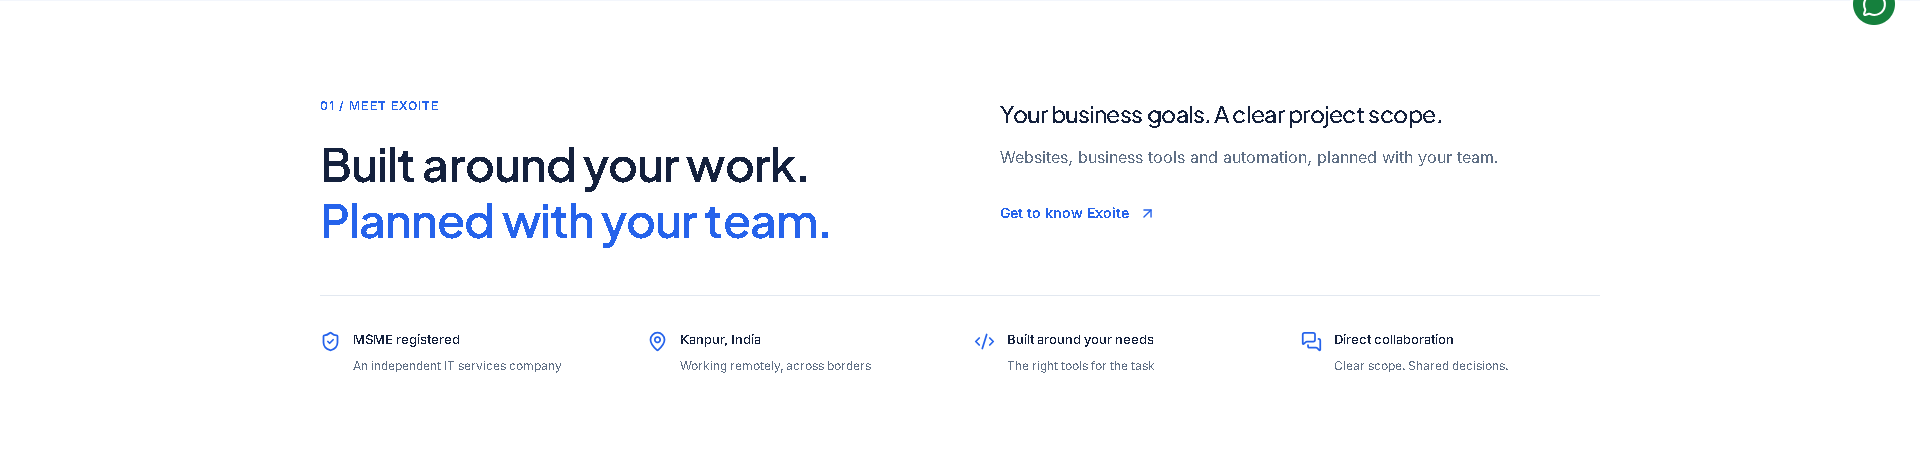 01 / MEET EXOITE
Built around your work.
Planned with your team.
Your business goals. A clear project scope.
Websites, business tools and automation, planned with your team.
Get to know Exoite
MSME registered
An independent IT services company
Kanpur, India
Working remotely, across borders
Built around your needs
The right tools for the task
Direct collaboration
Clear scope. Shared decisions.